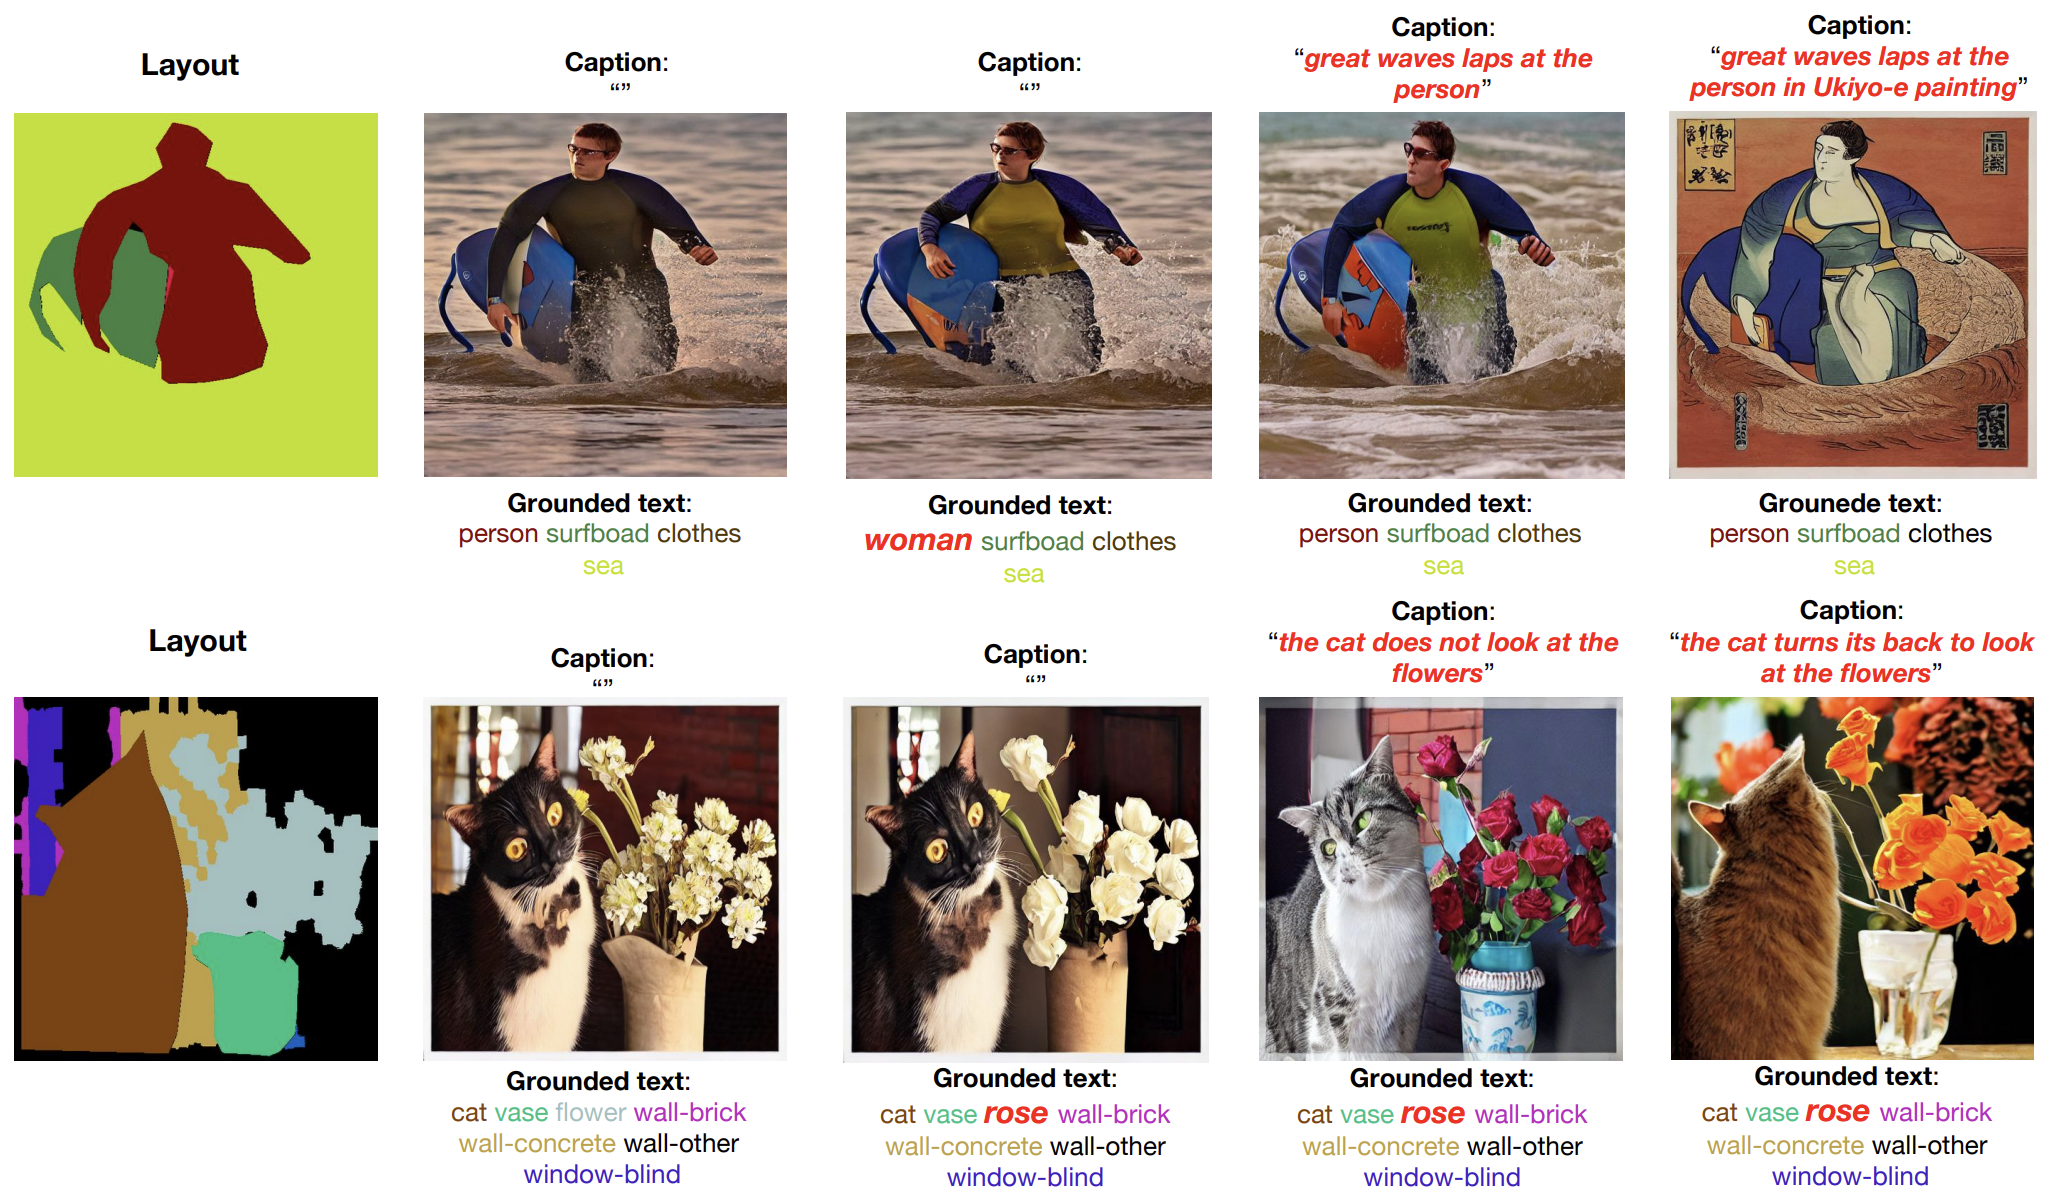 Layout
Caption:
“”
Caption:
“”
Caption:
“great waves laps at the
person”
Caption:
“great waves laps at the
person in Ukiyo-e painting”
Grounded text:
person surfboad clothes
sea
Grounded text:
woman surfboad clothes
sea
Grounded text:
person surfboad clothes
sea
Grounede text:
person surfboad clothes
sea
Layout
Caption:
“”
Caption:
“”
Caption:
“the cat does not look at the
flowers”
Caption:
“the cat turns its back to look
at the flowers”
Grounded text:
cat vase flower wall-brick
wall-concrete wall-other
window-blind
Grounded text:
cat vase rose wall-brick
wall-concrete wall-other
window-blind
Grounded text:
cat vase rose wall-brick
wall-concrete wall-other
window-blind
Grounded text:
cat vase rose wall-brick
wall-concrete wall-other
window-blind